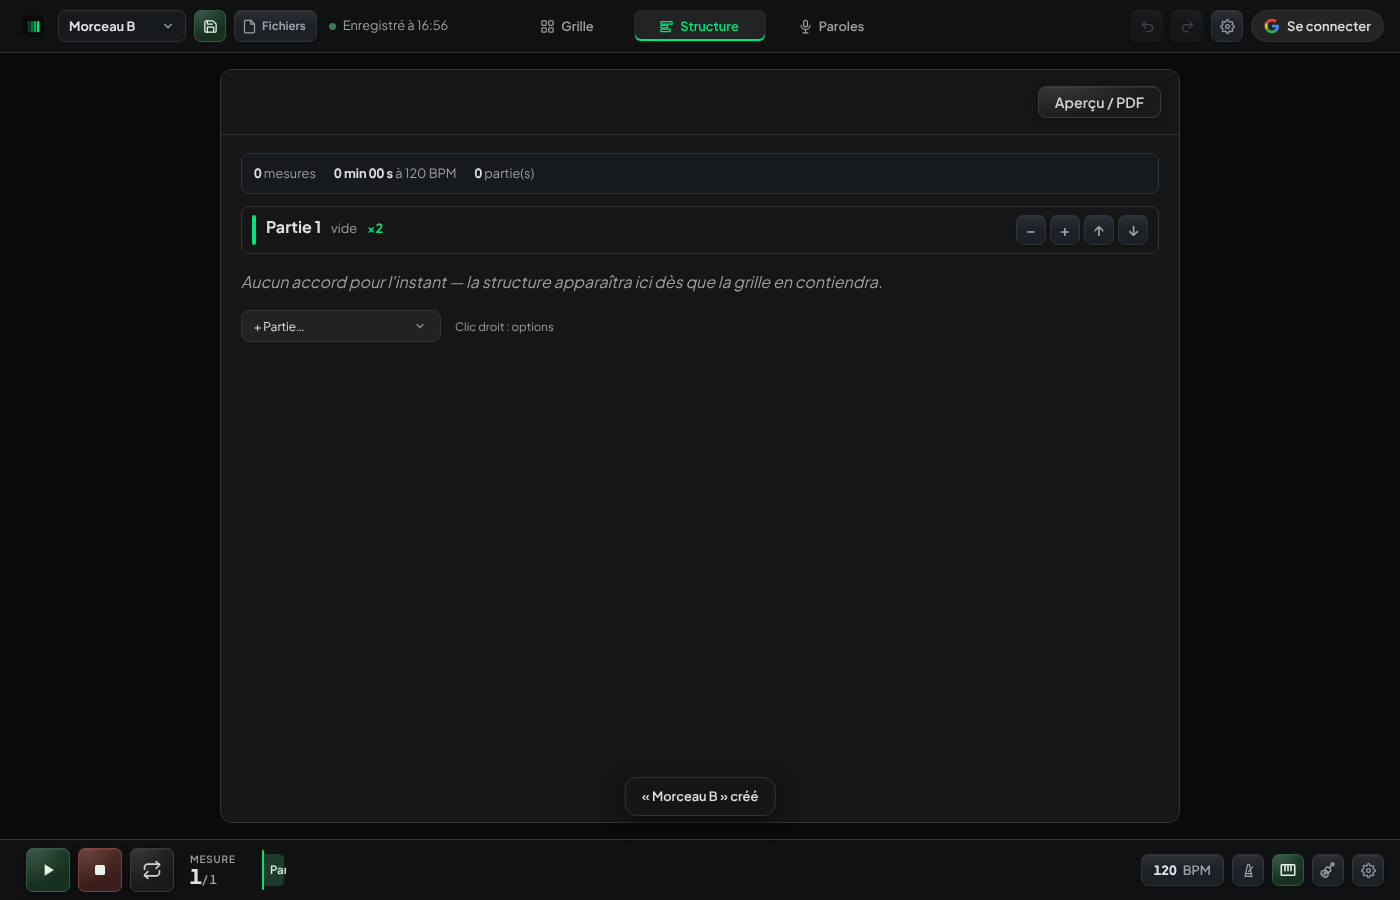 Morceau B
Fichiers
Enregistré à 16:56
Grille
Structure
Paroles
Se connecter
Aperçu / PDF
0 mesures 0 min 00 s à 120 BPM 0 partie(s)
Partie 1 vide ×2
Aucun accord pour l'instant — la structure apparaîtra ici dès que la grille en contiendra.
+ Partie...
Clic droit : options
« Morceau B » créé
MESURE
1/1
Par
120 BPM